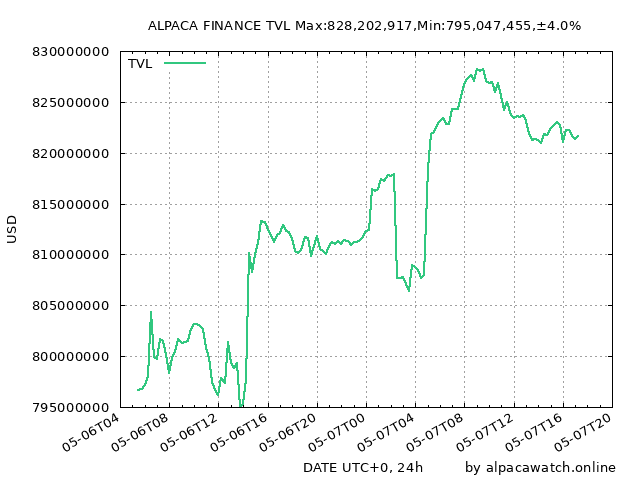 ALPACA FINANCE TVL Max:828,202,917,Min:795,047,455,±4.0%
TVL
830000000
825000000
820000000
815000000
810000000
805000000
800000000
795000000
USD
05-06T04
05-06T08
05-06T12
05-06T16
05-06T20
05-07T00
05-07T04
05-07T08
05-07T12
05-07T16
05-07T20
DATE UTC+0, 24h
by alpacawatch.online